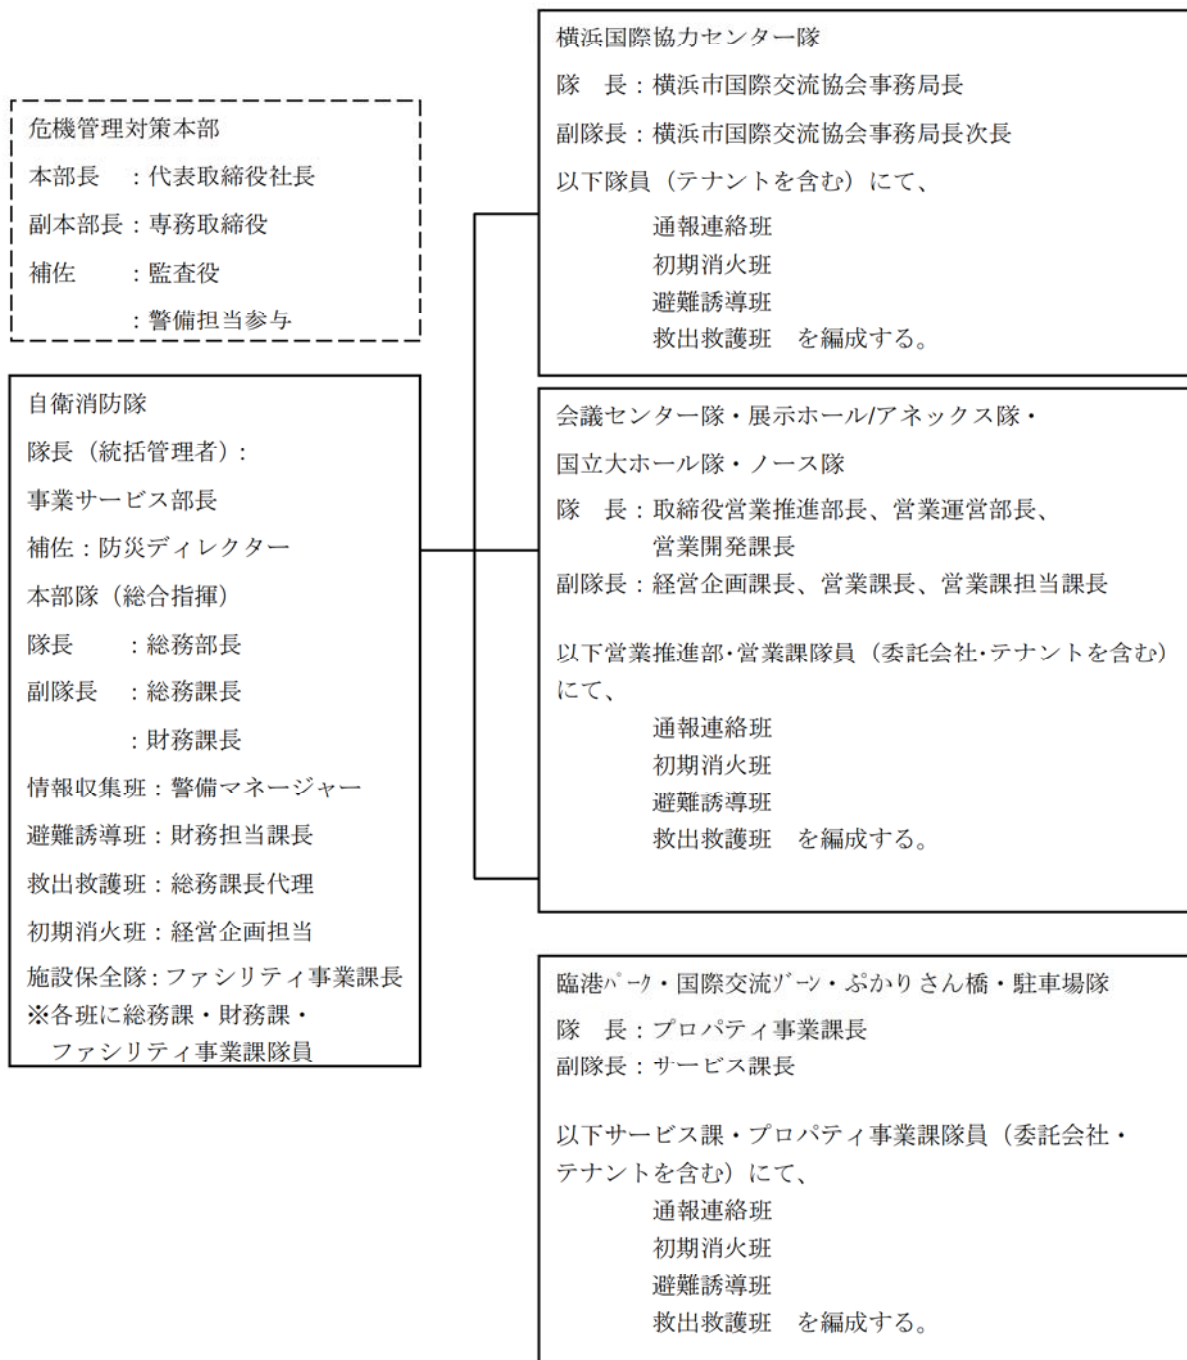 危機管理対策本部
本部長　：代表取締役社長
副本部長：専務取締役
補佐　　：監査役
：警備担当参与
自衛消防隊
隊長（統括管理者）：
事業サービス部長
補佐：防災ディレクター
本部隊（総合指揮）
隊長　　：総務部長
副隊長　：総務課長
：財務課長
情報収集班：警備マネージャー
避難誘導班：財務担当課長
救出救護班：総務課長代理
初期消火班：経営企画担当
施設保全隊：ファシリティ事業課長
※各班に総務課・財務課・
ファシリティ事業課隊員
横浜国際協力センター隊
隊　長：横浜市国際交流協会事務局長
副隊長：横浜市国際交流協会事務局長次長
以下隊員（テナントを含む）にて、
通報連絡班
初期消火班
避難誘導班
救出救護班　を編成する。
会議センター隊・展示ホール/アネックス隊・
国立大ホール隊・ノース隊
隊　長：取締役営業推進部長、営業運営部長、
営業開発課長
副隊長：経営企画課長、営業課長、営業課担当課長
以下営業推進部･営業課隊員（委託会社･テナントを含む）
にて、
通報連絡班
初期消火班
避難誘導班
救出救護班　を編成する。
臨港ﾊﾟｰｸ・国際交流ｿﾞｰﾝ・ぷかりさん橋・駐車場隊
隊　長：プロパティ事業課長
副隊長：サービス課長
以下サービス課・プロパティ事業課隊員（委託会社・
テナントを含む）にて、
通報連絡班
初期消火班
避難誘導班
救出救護班　を編成する。